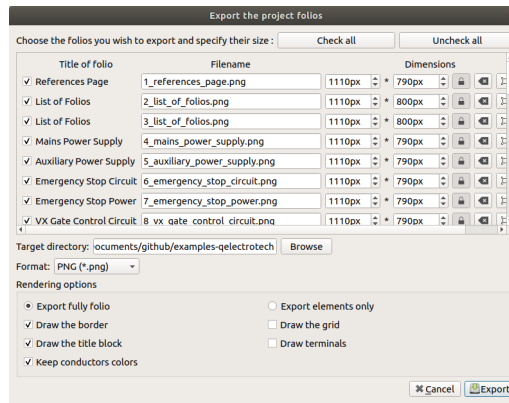 Export the project folios
Choose the folios you wish to export and specify their size : Check all Uncheck all
Title of folio Filename Dimensions
References Page 1_references_page.png 1110px * 790px
List of Folios 2_list_of_folios.png 1110px * 800px
List of Folios 3_list_of_folios.png 1110px * 800px
Mains Power Supply 4_mains_power_supply.png 1110px * 790px
Auxiliary Power Supply 5_auxiliary_power_supply.png 1110px * 790px
Emergency Stop Circuit 6_emergency_stop_circuit.png 1110px * 790px
Emergency Stop Power 7_emergency_stop_power.png 1110px * 790px
VX Gate Control Circuit 8_vx_gate_control_circuit.png 1110px * 790px
Target directory: ocuments/github/examples-qelectrotech Browse
Format: PNG (*.png)
Rendering options
Export fully folio Export elements only
Draw the border Draw the grid
Draw the title block Draw terminals
Keep conductors colors
Cancel Export